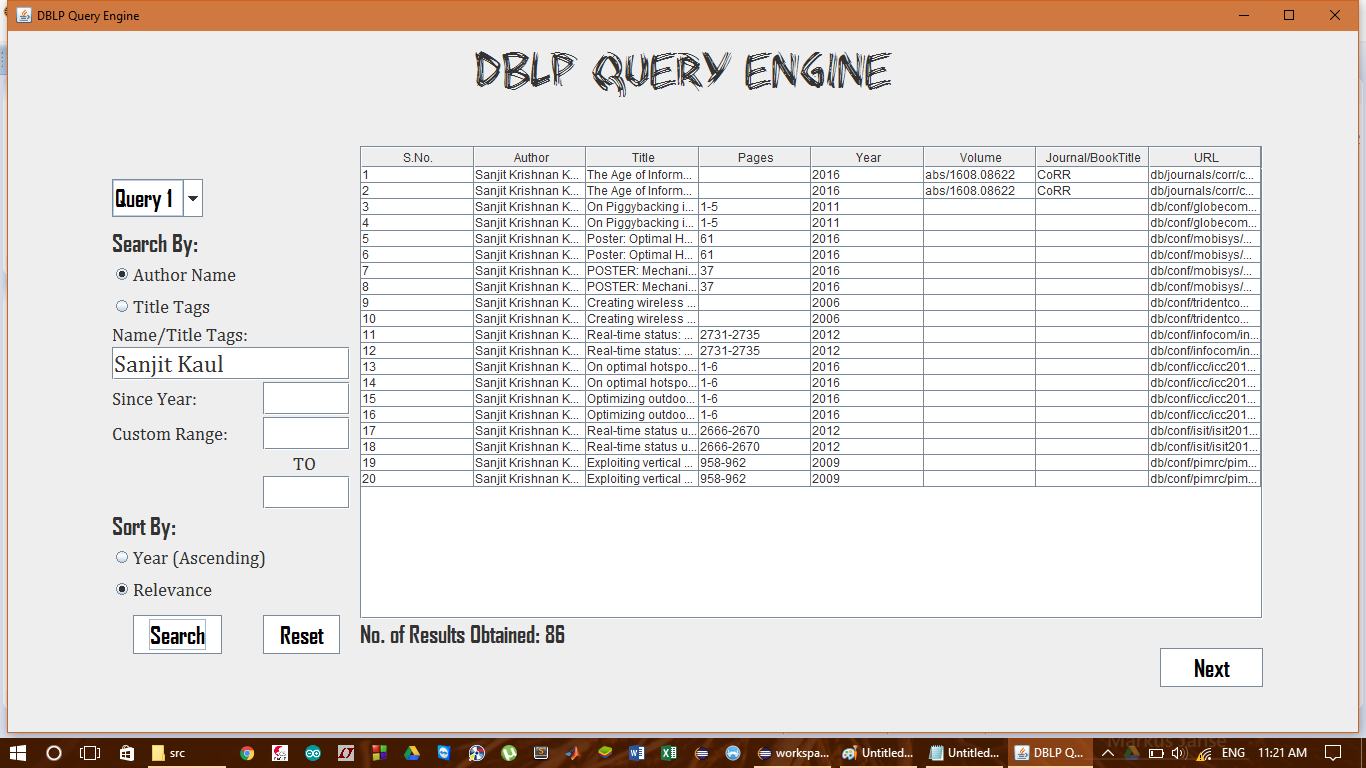 DBLP Query Engine
DBLP QUERY ENGINE
Query 1
Search By:
Author Name
Title Tags
Name/Title Tags:
Sanjit Kaul
Since Year:
Custom Range:
TO
Sort By:
Year (Ascending)
Relevance
Search Reset
S.No. Author Title Pages Year Volume Journal/BookTitle URL
1 Sanjit Krishnan K... The Age of Inform... 2016 abs/1608.08622 CoRR db/journals/corr/c...
2 Sanjit Krishnan K... The Age of Inform... 2016 abs/1608.08622 CoRR db/journals/corr/c...
3 Sanjit Krishnan K... On Piggybacking i... 1-5 2011 db/conf/globecom...
4 Sanjit Krishnan K... On Piggybacking i... 1-5 2011 db/conf/globecom...
5 Sanjit Krishnan K... Poster: Optimal H... 61 2016 db/conf/mobisys/...
6 Sanjit Krishnan K... Poster: Optimal H... 61 2016 db/conf/mobisys/...
7 Sanjit Krishnan K... POSTER: Mechani... 37 2016 db/conf/mobisys/...
8 Sanjit Krishnan K... POSTER: Mechani... 37 2016 db/conf/mobisys/...
9 Sanjit Krishnan K... Creating wireless ... 2006 db/conf/tridentco...
10 Sanjit Krishnan K... Creating wireless ... 2006 db/conf/tridentco...
11 Sanjit Krishnan K... Real-time status: ... 2731-2735 2012 db/conf/infocom/in...
12 Sanjit Krishnan K... Real-time status: ... 2731-2735 2012 db/conf/infocom/in...
13 Sanjit Krishnan K... On optimal hotspo... 1-6 2016 db/conf/icc/icc201...
14 Sanjit Krishnan K... On optimal hotspo... 1-6 2016 db/conf/icc/icc201...
15 Sanjit Krishnan K... Optimizing outdoo... 1-6 2016 db/conf/icc/icc201...
16 Sanjit Krishnan K... Optimizing outdoo... 1-6 2016 db/conf/icc/icc201...
17 Sanjit Krishnan K... Real-time status u... 2666-2670 2012 db/conf/isit/isit201...
18 Sanjit Krishnan K... Real-time status u... 2666-2670 2012 db/conf/isit/isit201...
19 Sanjit Krishnan K... Exploiting vertical ... 958-962 2009 db/conf/pimrc/pim...
20 Sanjit Krishnan K... Exploiting vertical ... 958-962 2009 db/conf/pimrc/pim...
No. of Results Obtained: 86
Next
src workspa... Untitled... Untitled... DBLP Q... ENG 11:21 AM